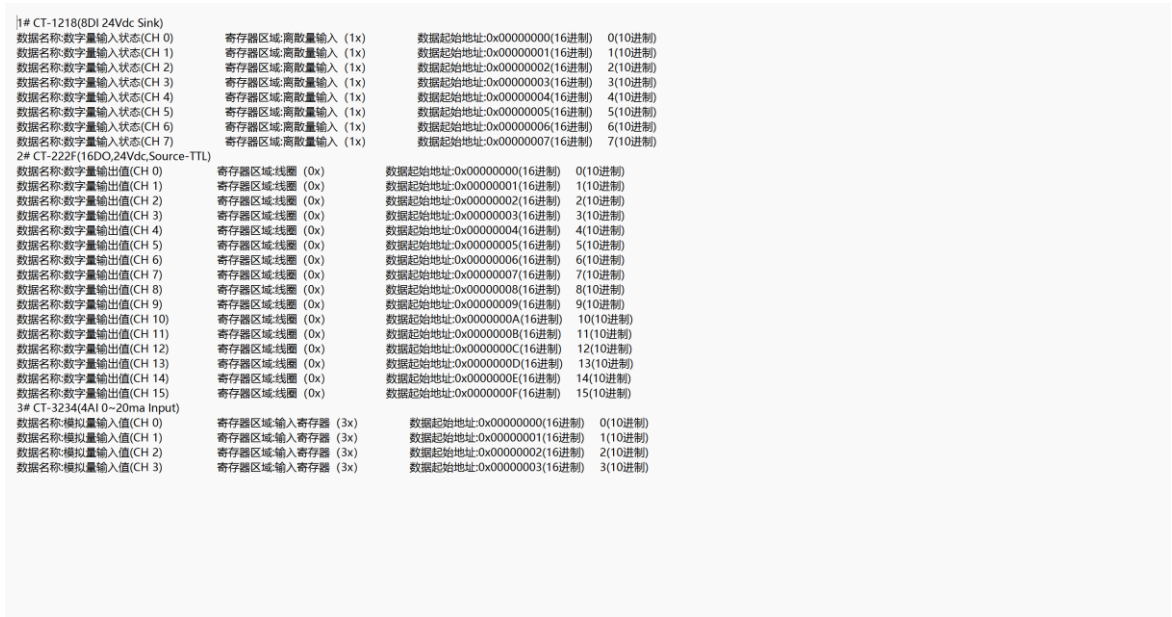 1# CT-1218(8DI 24Vdc Sink)
数据名称:数字量输入状态(CH 0) 寄存器区域:离散量输入（1x） 数据起始地址:0x00000000(16进制) 0(10进制)
数据名称:数字量输入状态(CH 1) 寄存器区域:离散量输入（1x） 数据起始地址:0x00000001(16进制) 1(10进制)
数据名称:数字量输入状态(CH 2) 寄存器区域:离散量输入（1x） 数据起始地址:0x00000002(16进制) 2(10进制)
数据名称:数字量输入状态(CH 3) 寄存器区域:离散量输入（1x） 数据起始地址:0x00000003(16进制) 3(10进制)
数据名称:数字量输入状态(CH 4) 寄存器区域:离散量输入（1x） 数据起始地址:0x00000004(16进制) 4(10进制)
数据名称:数字量输入状态(CH 5) 寄存器区域:离散量输入（1x） 数据起始地址:0x00000005(16进制) 5(10进制)
数据名称:数字量输入状态(CH 6) 寄存器区域:离散量输入（1x） 数据起始地址:0x00000006(16进制) 6(10进制)
数据名称:数字量输入状态(CH 7) 寄存器区域:离散量输入（1x） 数据起始地址:0x00000007(16进制) 7(10进制)
2# CT-222F(16DO,24Vdc,Source-TTL)
数据名称:数字量输出值(CH 0) 寄存器区域:线圈（0x） 数据起始地址:0x00000000(16进制) 0(10进制)
数据名称:数字量输出值(CH 1) 寄存器区域:线圈（0x） 数据起始地址:0x00000001(16进制) 1(10进制)
数据名称:数字量输出值(CH 2) 寄存器区域:线圈（0x） 数据起始地址:0x00000002(16进制) 2(10进制)
数据名称:数字量输出值(CH 3) 寄存器区域:线圈（0x） 数据起始地址:0x00000003(16进制) 3(10进制)
数据名称:数字量输出值(CH 4) 寄存器区域:线圈（0x） 数据起始地址:0x00000004(16进制) 4(10进制)
数据名称:数字量输出值(CH 5) 寄存器区域:线圈（0x） 数据起始地址:0x00000005(16进制) 5(10进制)
数据名称:数字量输出值(CH 6) 寄存器区域:线圈（0x） 数据起始地址:0x00000006(16进制) 6(10进制)
数据名称:数字量输出值(CH 7) 寄存器区域:线圈（0x） 数据起始地址:0x00000007(16进制) 7(10进制)
数据名称:数字量输出值(CH 8) 寄存器区域:线圈（0x） 数据起始地址:0x00000008(16进制) 8(10进制)
数据名称:数字量输出值(CH 9) 寄存器区域:线圈（0x） 数据起始地址:0x00000009(16进制) 9(10进制)
数据名称:数字量输出值(CH 10) 寄存器区域:线圈（0x） 数据起始地址:0x0000000A(16进制) 10(10进制)
数据名称:数字量输出值(CH 11) 寄存器区域:线圈（0x） 数据起始地址:0x0000000B(16进制) 11(10进制)
数据名称:数字量输出值(CH 12) 寄存器区域:线圈（0x） 数据起始地址:0x0000000C(16进制) 12(10进制)
数据名称:数字量输出值(CH 13) 寄存器区域:线圈（0x） 数据起始地址:0x0000000D(16进制) 13(10进制)
数据名称:数字量输出值(CH 14) 寄存器区域:线圈（0x） 数据起始地址:0x0000000E(16进制) 14(10进制)
数据名称:数字量输出值(CH 15) 寄存器区域:线圈（0x） 数据起始地址:0x0000000F(16进制) 15(10进制)
3# CT-3234(4AI 0~20ma Input)
数据名称:模拟量输入值(CH 0) 寄存器区域:输入寄存器（3x） 数据起始地址:0x00000000(16进制) 0(10进制)
数据名称:模拟量输入值(CH 1) 寄存器区域:输入寄存器（3x） 数据起始地址:0x00000001(16进制) 1(10进制)
数据名称:模拟量输入值(CH 2) 寄存器区域:输入寄存器（3x） 数据起始地址:0x00000002(16进制) 2(10进制)
数据名称:模拟量输入值(CH 3) 寄存器区域:输入寄存器（3x） 数据起始地址:0x00000003(16进制) 3(10进制)